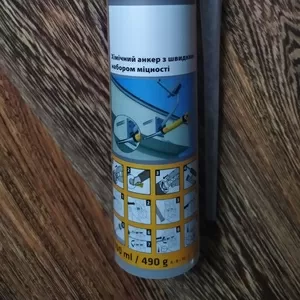 Хімічний анкер з швидким
набором міцності
ml / 490 g